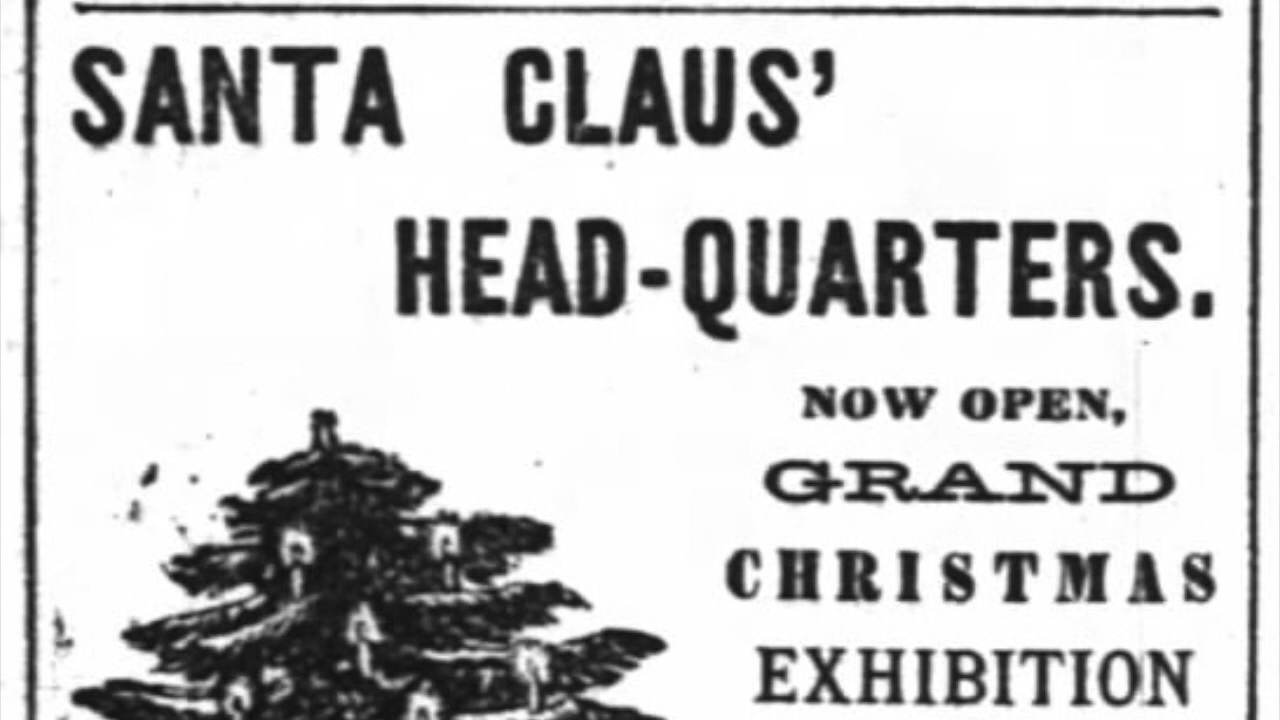 SANTA CLAUS’
HEAD-QUARTERS.
NOW OPEN,
GRAND
CHRISTMAS
EXHIBITION